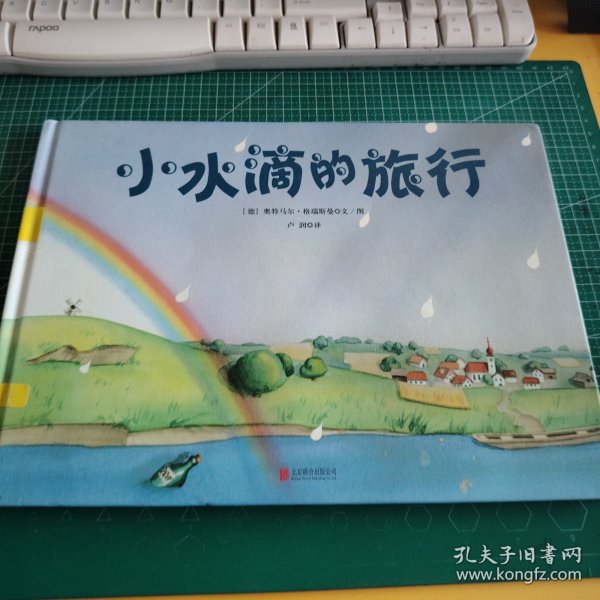 rapoo
小水滴的旅行
［德］奥特马尔·格瑞斯曼◎文／图
卢 润◎译
北京联合出版公司
孔夫子旧书网
www.kongfz.com